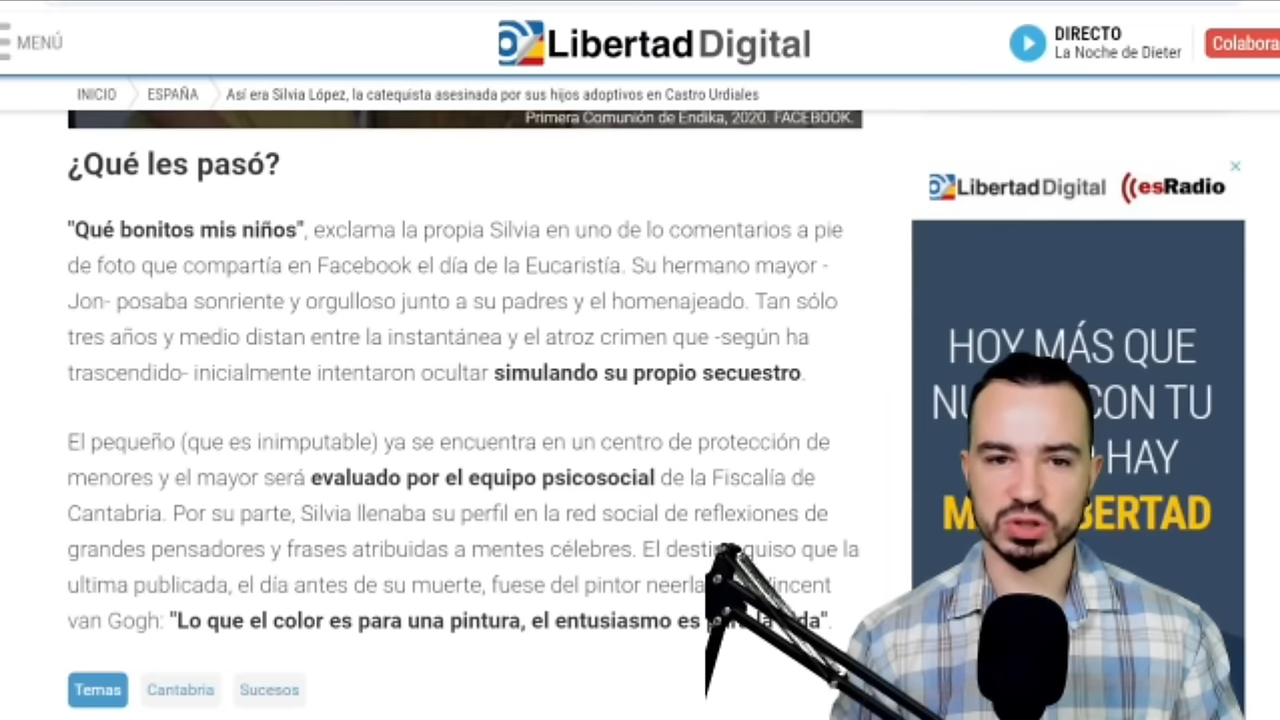 MENÚ
Libertad Digital
DIRECTO
La Noche de Dieter
Colabora
INICIO
ESPAÑA
Así era Silvia López, la catequista asesinada por sus hijos adoptivos en Castro Urdiales
Primera Comunión de Endika, 2020. FACEBOOK.
¿Qué les pasó?
"Qué bonitos mis niños", exclama la propia Silvia en uno de lo comentarios a pie
de foto que compartía en Facebook el día de la Eucaristía. Su hermano mayor -
Jon- posaba sonriente y orgulloso junto a su padres y el homenajeado. Tan sólo
tres años y medio distan entre la instantánea y el atroz crimen que -según ha
trascendido- inicialmente intentaron ocultar simulando su propio secuestro.
El pequeño (que es inimputable) ya se encuentra en un centro de protección de
menores y el mayor será evaluado por el equipo psicosocial de la Fiscalía de
Cantabria. Por su parte, Silvia llenaba su perfil en la red social de reflexiones de
grandes pensadores y frases atribuidas a mentes célebres. El quiso que la
ultima publicada, el día antes de su muerte, fuese del pintor Vincent
van Gogh: "Lo que el color es para una pintura, el entusiasmo es
Temas
Cantabria
Sucesos
Libertad Digital
esRadio
HOY MÁS QUE
CON TU
HAY